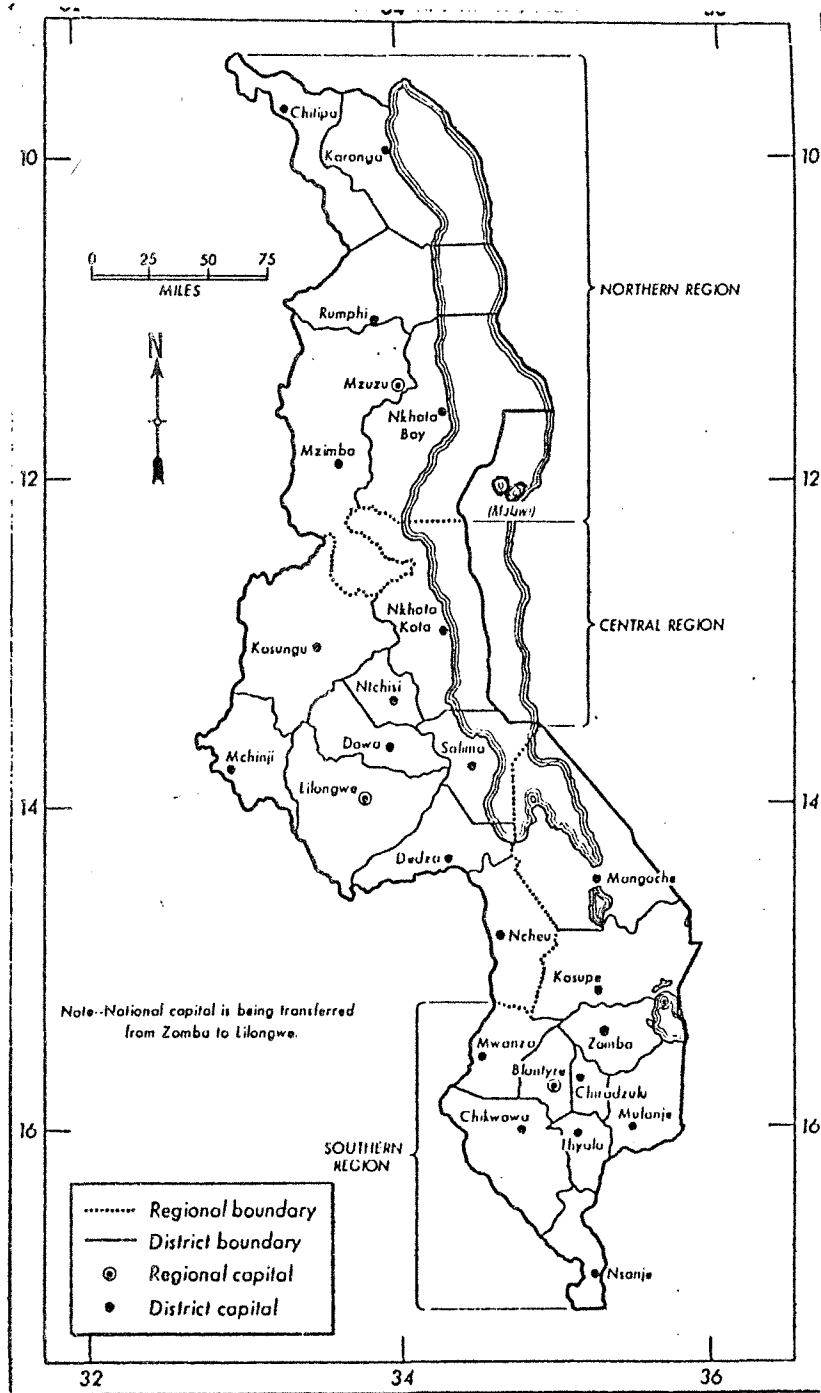 34
10
10
Chitipa
Karonga
0 25 50 75
MILES
NORTHERN REGION
N
Rumphi
Mzuzu
Nkhata
Bay
Mzimba
12
12
(Malawi)
Nkhota
Kota
CENTRAL REGION
Kasungu
Ntchisi
Dowa
Salima
Mchinji
Lilongwe
14
14
Dedza
Mangoche
Ncheu
Kasupe
Note--National capital is being transferred
from Zomba to Lilongwe.
Mwanza
Zomba
Blantyre
Chiradzulu
Chikwawa
Mulanje
16
16
Thyolo
SOUTHERN
REGION
Regional boundary
District boundary
Regional capital
District capital
Nsanje
32
34
36